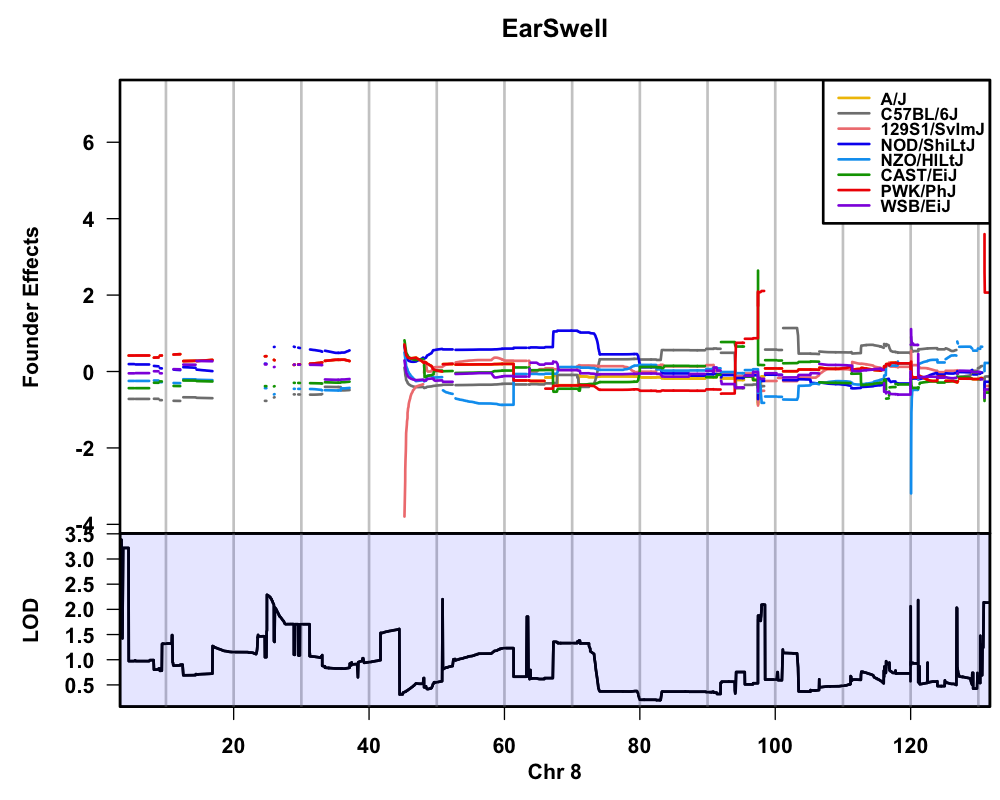 EarSwell
A/J
C57BL/6J
129S1/SvImJ
NOD/ShiLtJ
NZO/HlLtJ
CAST/EiJ
PWK/PhJ
WSB/EiJ
Founder Effects
6
4
2
0
-2
-4
LOD
3.5
3.0
2.5
2.0
1.5
1.0
0.5
20
40
60
80
100
120
Chr 8